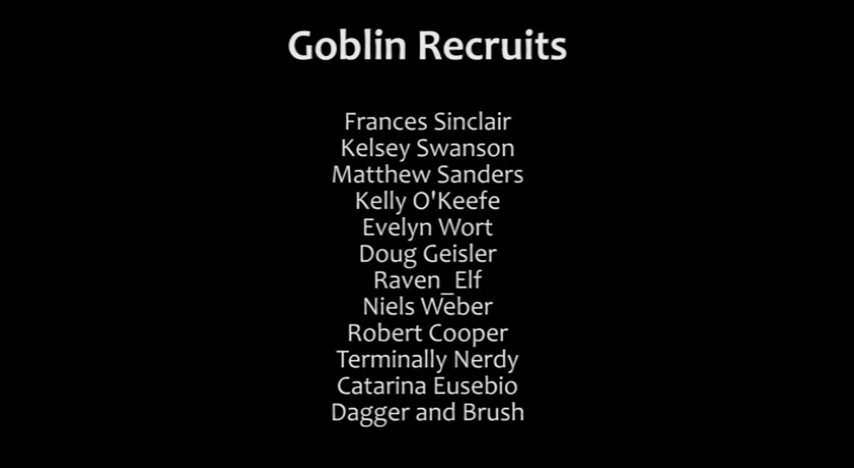 Goblin Recruits
Frances Sinclair
Kelsey Swanson
Matthew Sanders
Kelly O'Keefe
Evelyn Wort
Doug Geisler
Raven_Elf
Niels Weber
Robert Cooper
Terminally Nerdy
Catarina Eusebio
Dagger and Brush